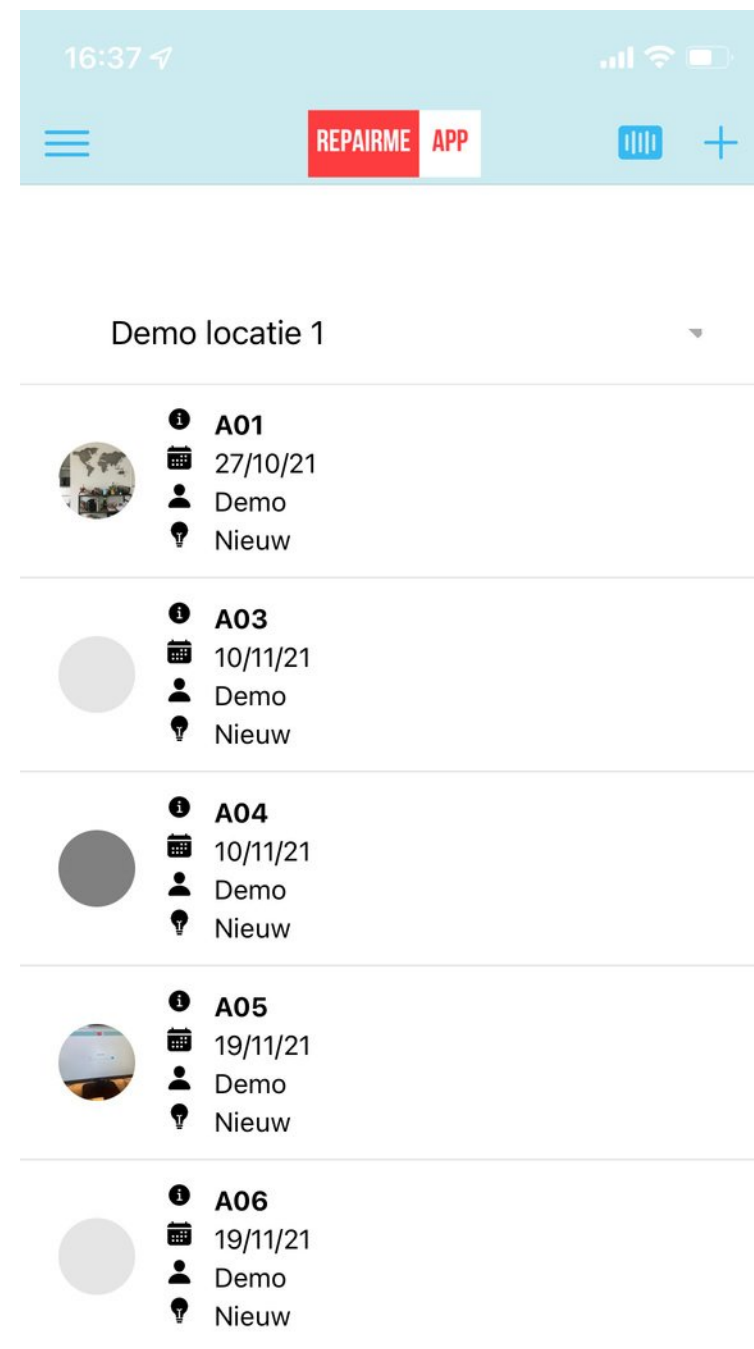 16:37
REPAIRME APP
Demo locatie 1
A01
27/10/21
Demo
Nieuw
A03
10/11/21
Demo
Nieuw
A04
10/11/21
Demo
Nieuw
A05
19/11/21
Demo
Nieuw
A06
19/11/21
Demo
Nieuw